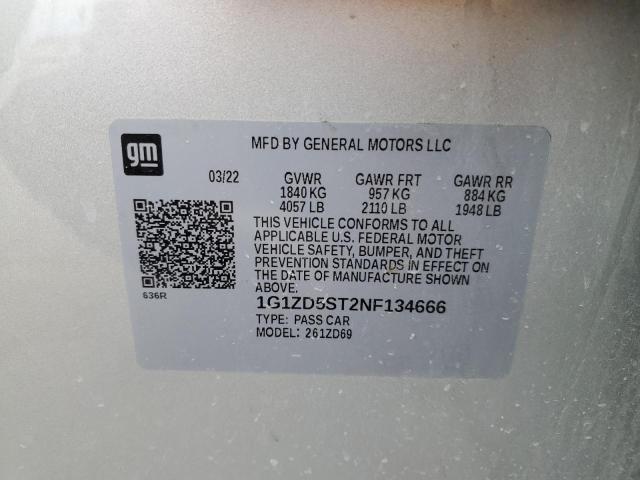 gm
MFD BY GENERAL MOTORS LLC
03/22 GVWR GAWR FRT GAWR RR
1840 KG 957 KG 884 KG
4057 LB 2110 LB 1948 LB
THIS VEHICLE CONFORMS TO ALL
APPLICABLE U.S. FEDERAL MOTOR
VEHICLE SAFETY, BUMPER, AND THEFT
PREVENTION STANDARDS IN EFFECT ON
THE DATE OF MANUFACTURE SHOWN
ABOVE.
636R
1G1ZD5ST2NF134666
TYPE: PASS CAR
MODEL: 261ZD69